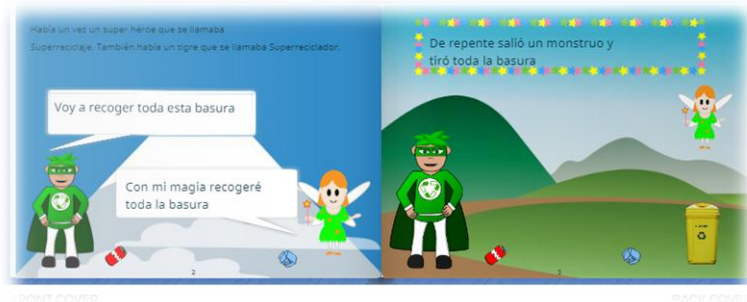 Había un vez un super héroe que se llamaba
Superreciclaje. También había un tigre que se llamaba Superreciclador.
Voy a recoger toda esta basura
Con mi magia recogeré
toda la basura
2
De repente salló un monstruo y
tiró toda la basura
3
FRONT COVER
BACK COVER